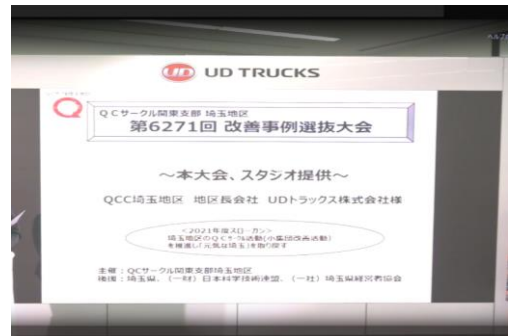 UD UD TRUCKS
QCサークル関東支部 埼玉地区
第6271回 改善事例選抜大会
～本大会、スタジオ提供～
QCC埼玉地区 地区長会社 UDトラックス株式会社様
＜2021年度スローガン＞
埼玉地区のQCサークル活動(小集団改善活動)
を推進し「元気な埼玉」を取り戻す
主催：QCサークル関東支部埼玉地区
後援：埼玉県、(一財)日本科学技術連盟、(一社)埼玉県経営者協会